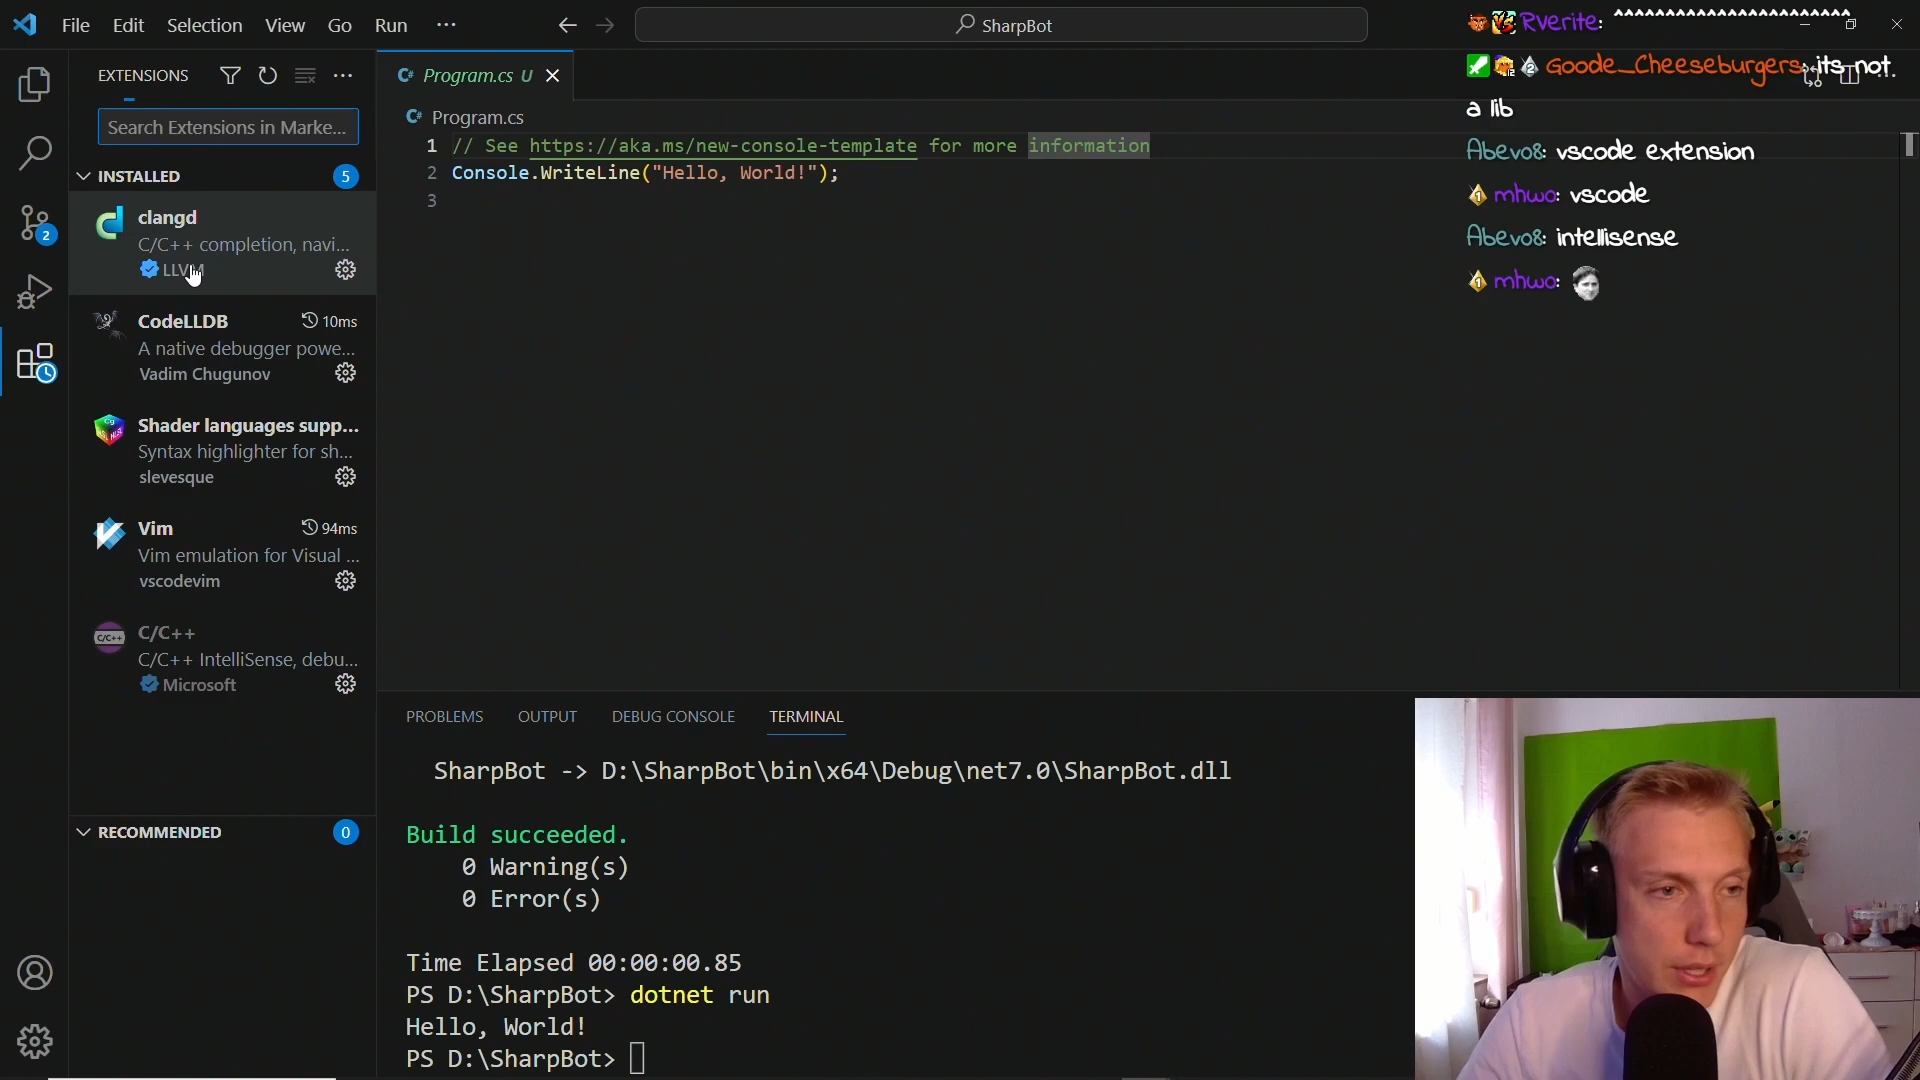 File Edit Selection View Go Run ···
SharpBot
EXTENSIONS
Search Extensions in Marke...
INSTALLED 5
clangd
C/C++ completion, navi...
LLVM
CodeLLDB 10ms
A native debugger powe...
Vadim Chugunov
Shader languages supp...
Syntax highlighter for sh...
slevesque
Vim 94ms
Vim emulation for Visual ...
vscodevim
C/C++
C/C++ IntelliSense, debu...
Microsoft
RECOMMENDED 0
2
Program.cs U
Program.cs
1 // See https://aka.ms/new-console-template for more information
2 Console.WriteLine("Hello, World!");
3
PROBLEMS OUTPUT DEBUG CONSOLE TERMINAL
SharpBot -> D:\SharpBot\bin\x64\Debug\net7.0\SharpBot.dll
Build succeeded.
0 Warning(s)
0 Error(s)
Time Elapsed 00:00:00.85
PS D:\SharpBot> dotnet run
Hello, World!
PS D:\SharpBot>
Rverite: ^^^^^^^^^^^^^^^^^^^^^^
Goode_Cheeseburgers: its not
a lib
Abevo8: vscode extension
mhwo: vscode
Abevo8: intellisense
mhwo: